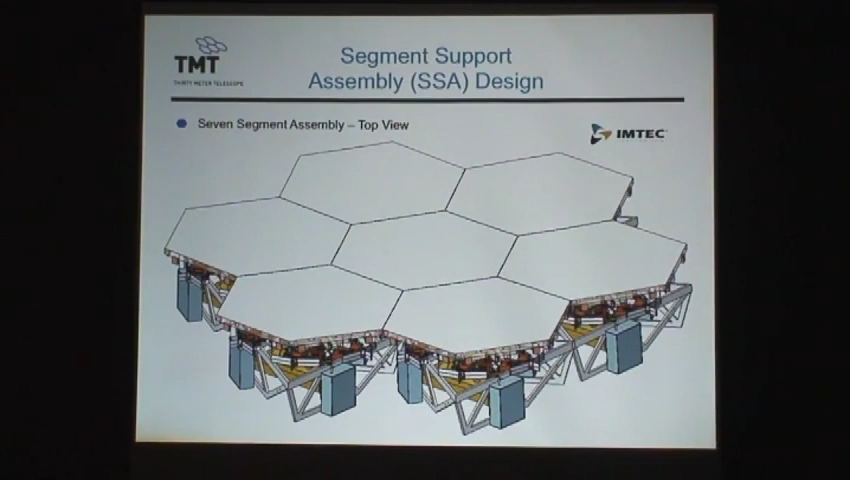 TMT
THIRTY METER TELESCOPE
Segment Support
Assembly (SSA) Design
Seven Segment Assembly – Top View
IMTEC